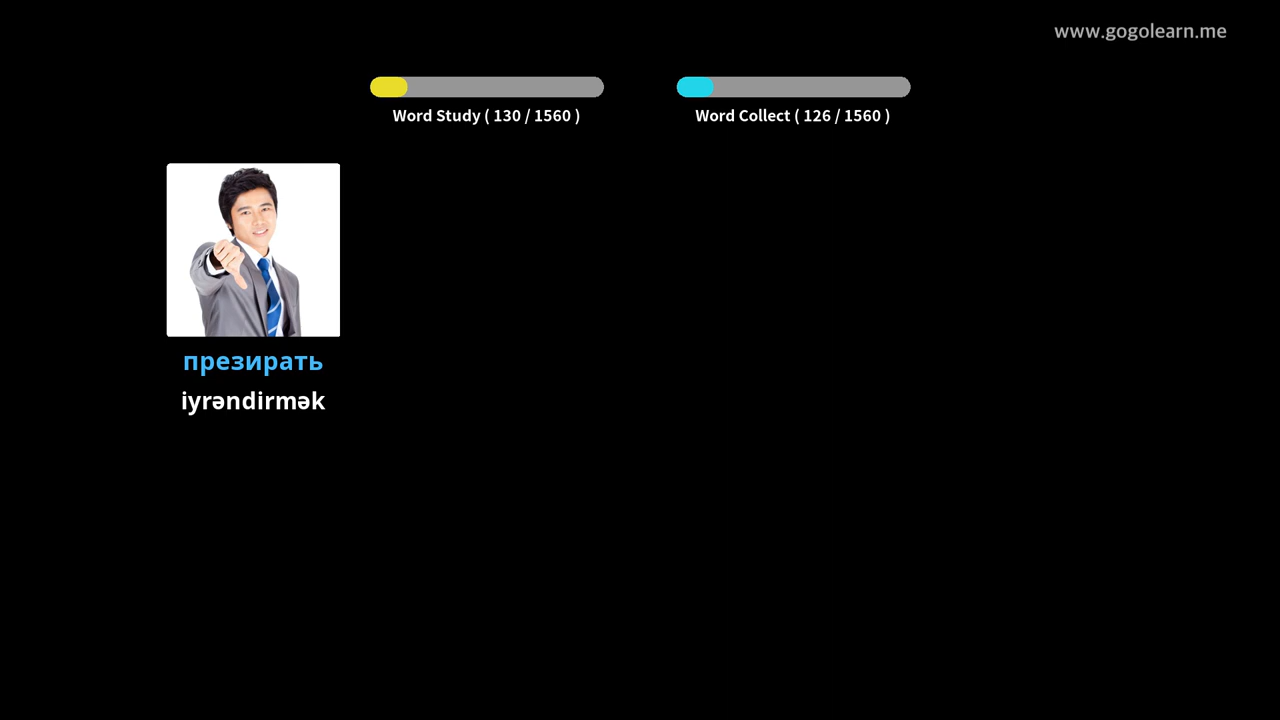 www.gogolearn.me
Word Study ( 130 / 1560 )
Word Collect ( 126 / 1560 )
презирать
iyrəndirmək